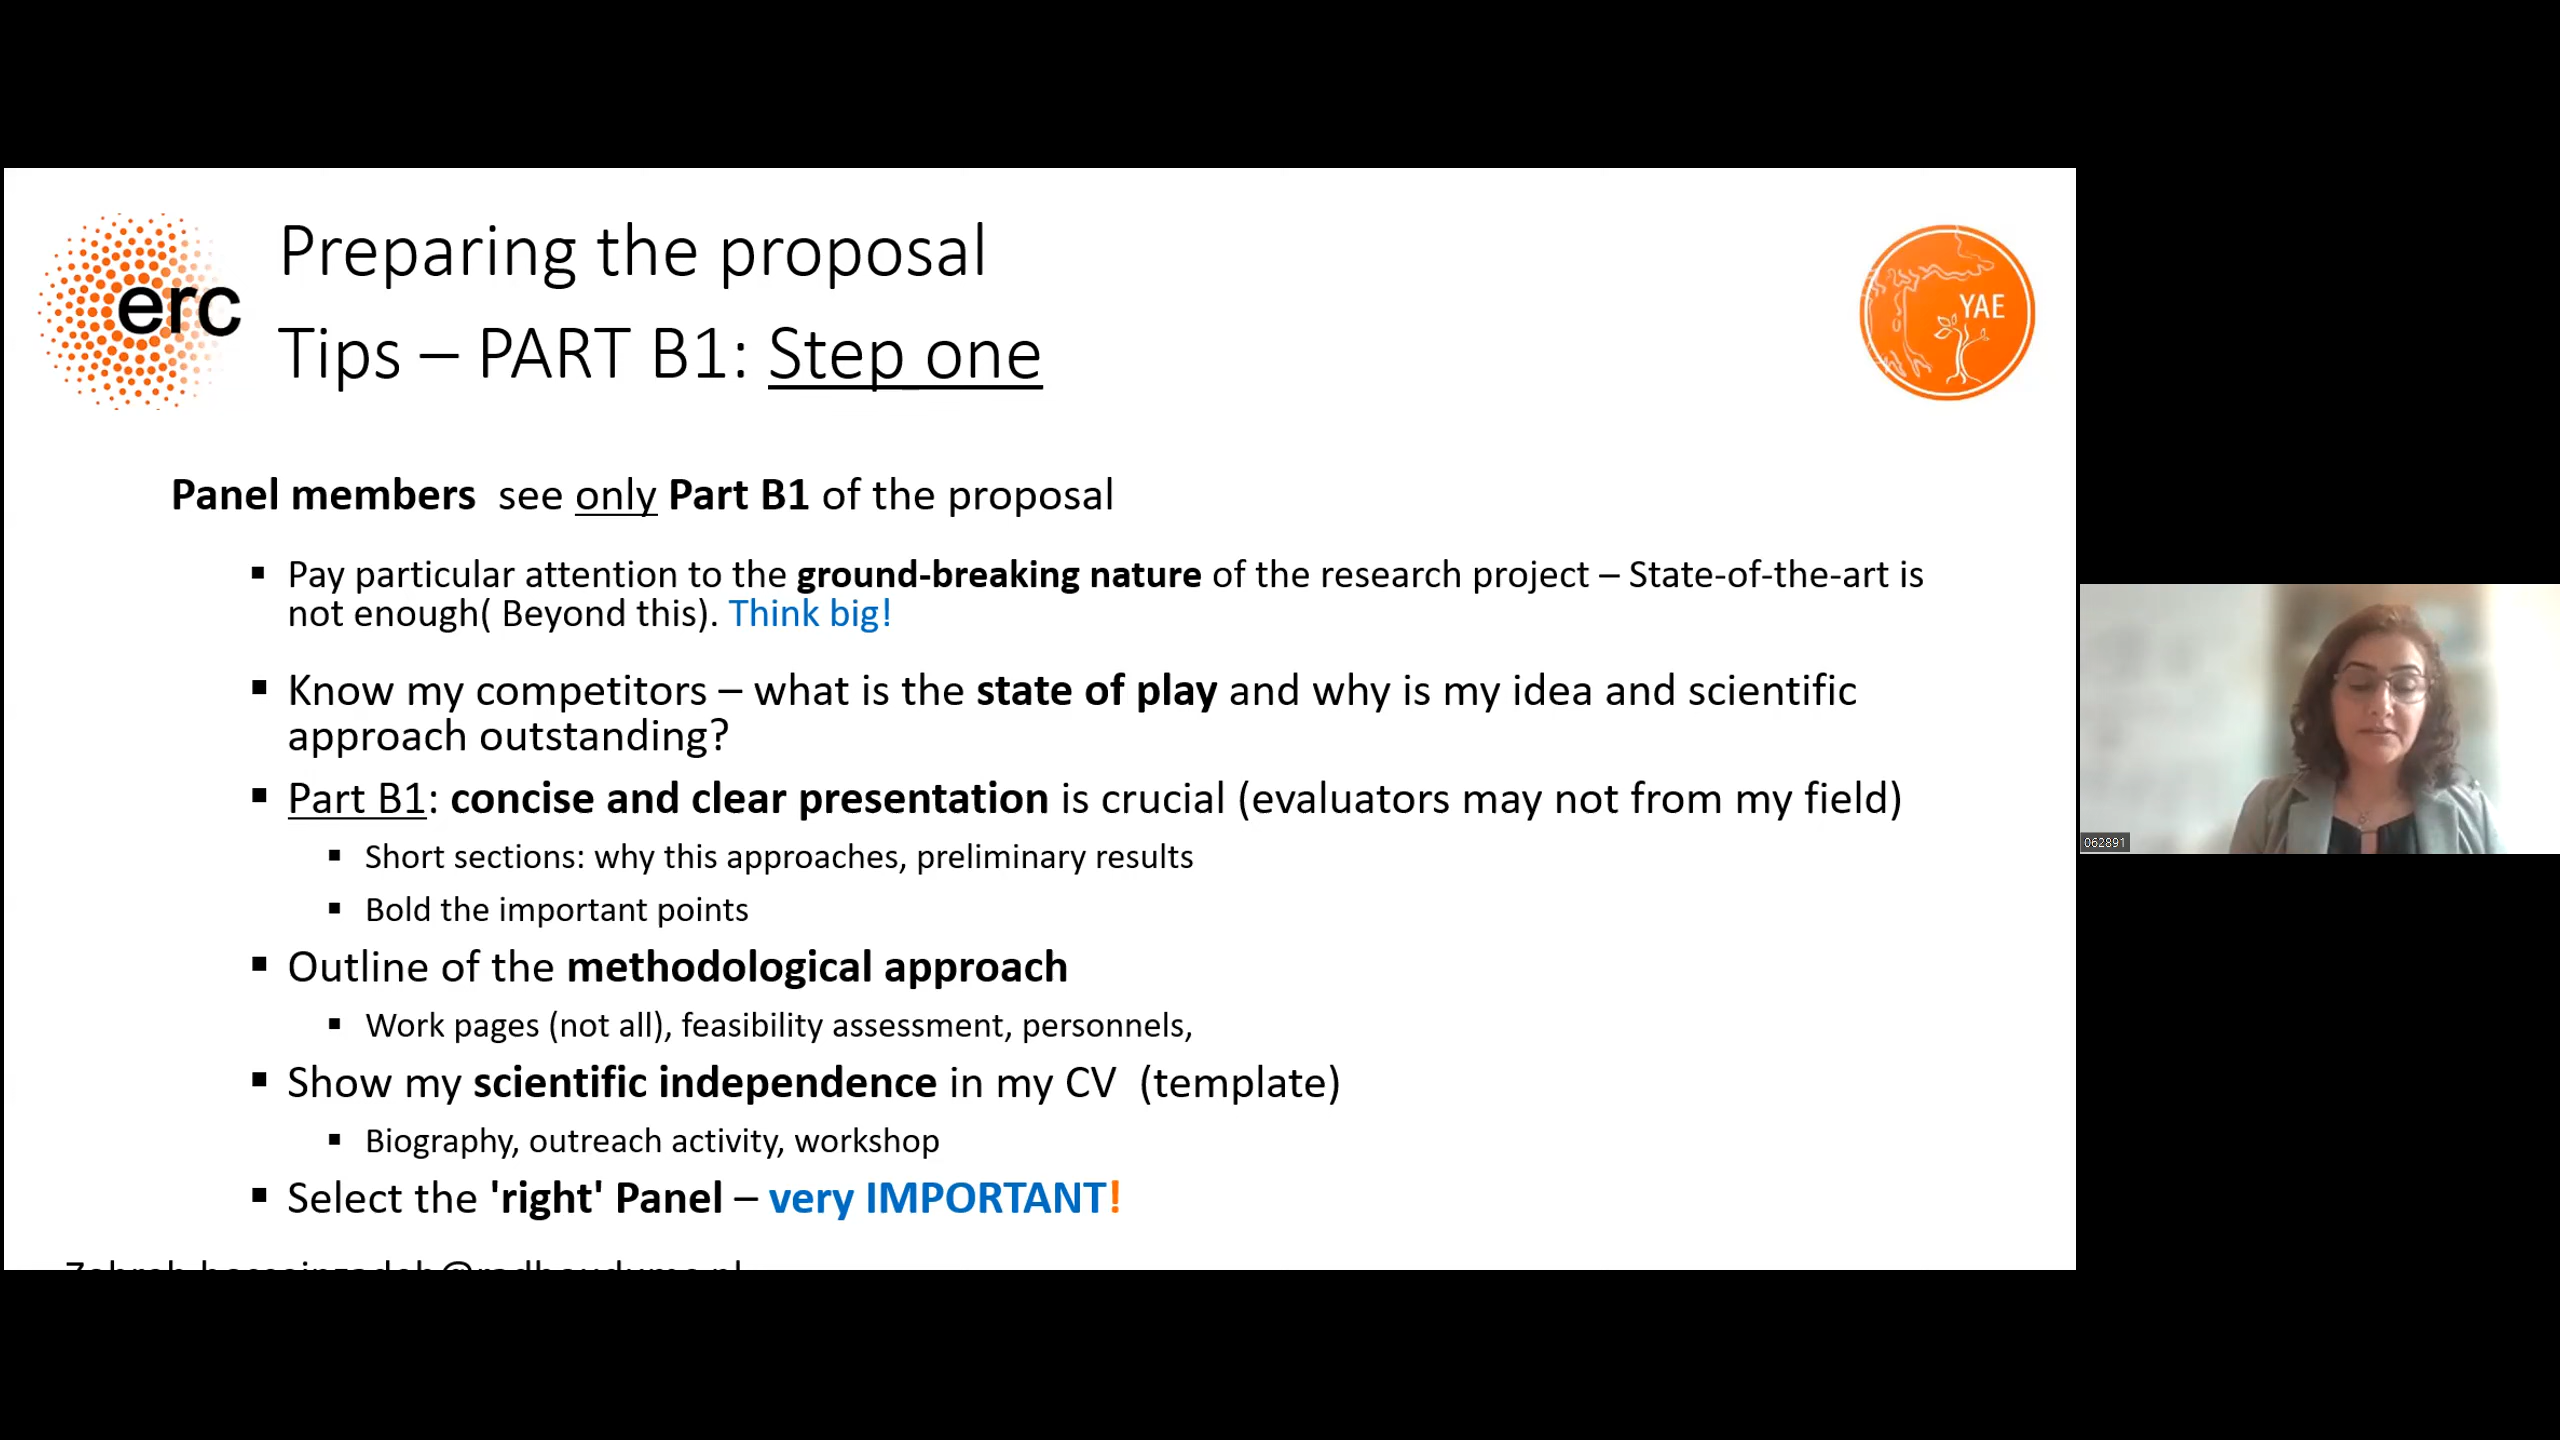 erc
Preparing the proposal
Tips – PART B1: Step one
YAE
Panel members see only Part B1 of the proposal
▪ Pay particular attention to the ground-breaking nature of the research project – State-of-the-art is
not enough( Beyond this). Think big!
▪ Know my competitors – what is the state of play and why is my idea and scientific
approach outstanding?
▪ Part B1: concise and clear presentation is crucial (evaluators may not from my field)
▪ Short sections: why this approaches, preliminary results
▪ Bold the important points
▪ Outline of the methodological approach
▪ Work pages (not all), feasibility assessment, personnels,
▪ Show my scientific independence in my CV (template)
▪ Biography, outreach activity, workshop
▪ Select the 'right' Panel – very IMPORTANT!
062891